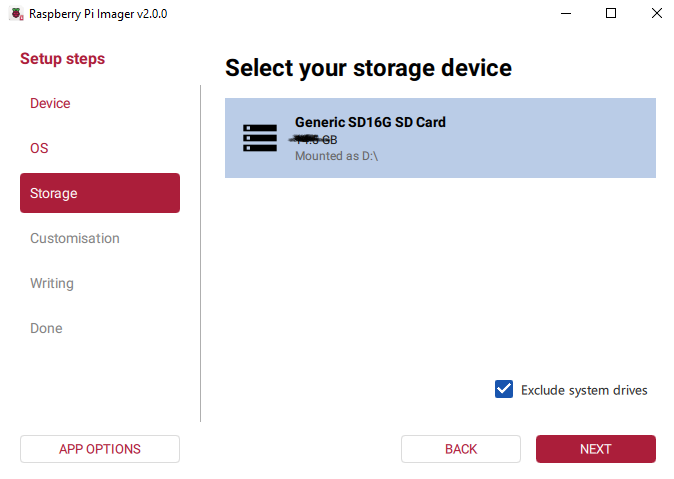 Raspberry Pi Imager v2.0.0
Setup steps
Device
OS
Storage
Customisation
Writing
Done
APP OPTIONS
Select your storage device
Generic SD16G SD Card
GB
Mounted as D:\
Exclude system drives
BACK
NEXT